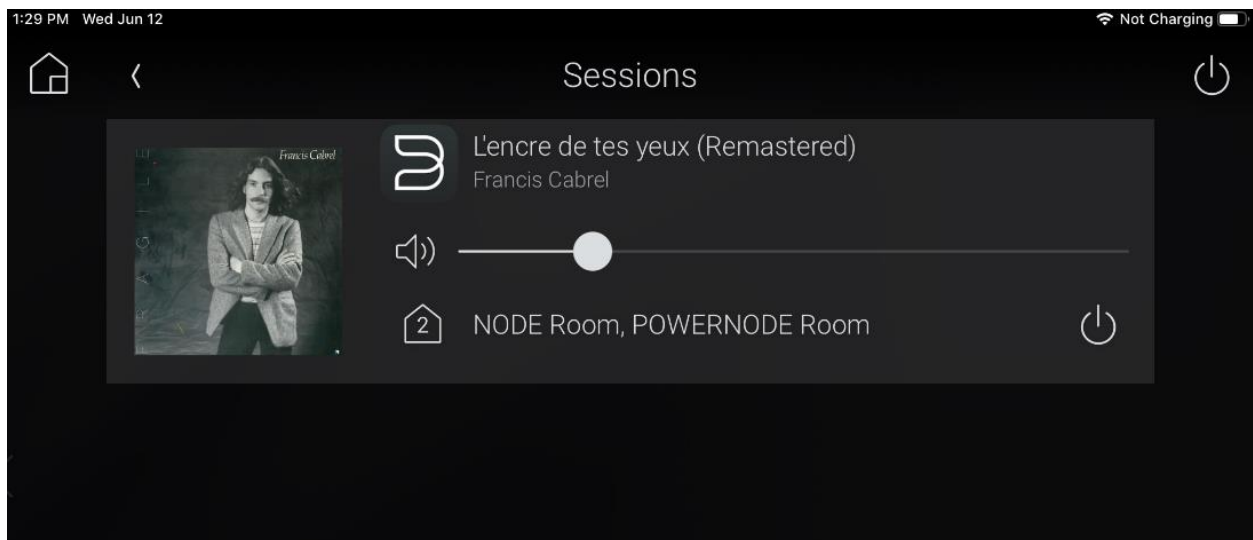 1:29 PM Wed Jun 12
Not Charging
Sessions
Francis Cabrel
FRAGILE
L'encre de tes yeux (Remastered)
Francis Cabrel
2
NODE Room, POWERNODE Room